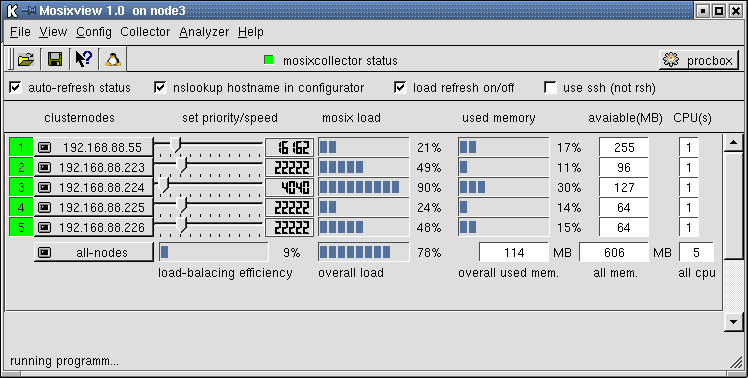 Mosixview 1.0 on node3
File View Config Collector Analyzer Help
mosixcollector status procbox
auto-refresh status nslookup hostname in configurator load refresh on/off use ssh (not rsh)
clusternodes set priority/speed mosix load used memory avaiable(MB) CPU(s)
1 192.168.88.55 16162 21% 17% 255 1
2 192.168.88.223 22222 49% 11% 96 1
3 192.168.88.224 4040 90% 30% 127 1
4 192.168.88.225 22222 24% 14% 64 1
5 192.168.88.226 22222 48% 15% 64 1
all-nodes 9% 78% 114 MB 606 MB 5
load-balacing efficiency overall load overall used mem. all mem. all cpu
running programm...